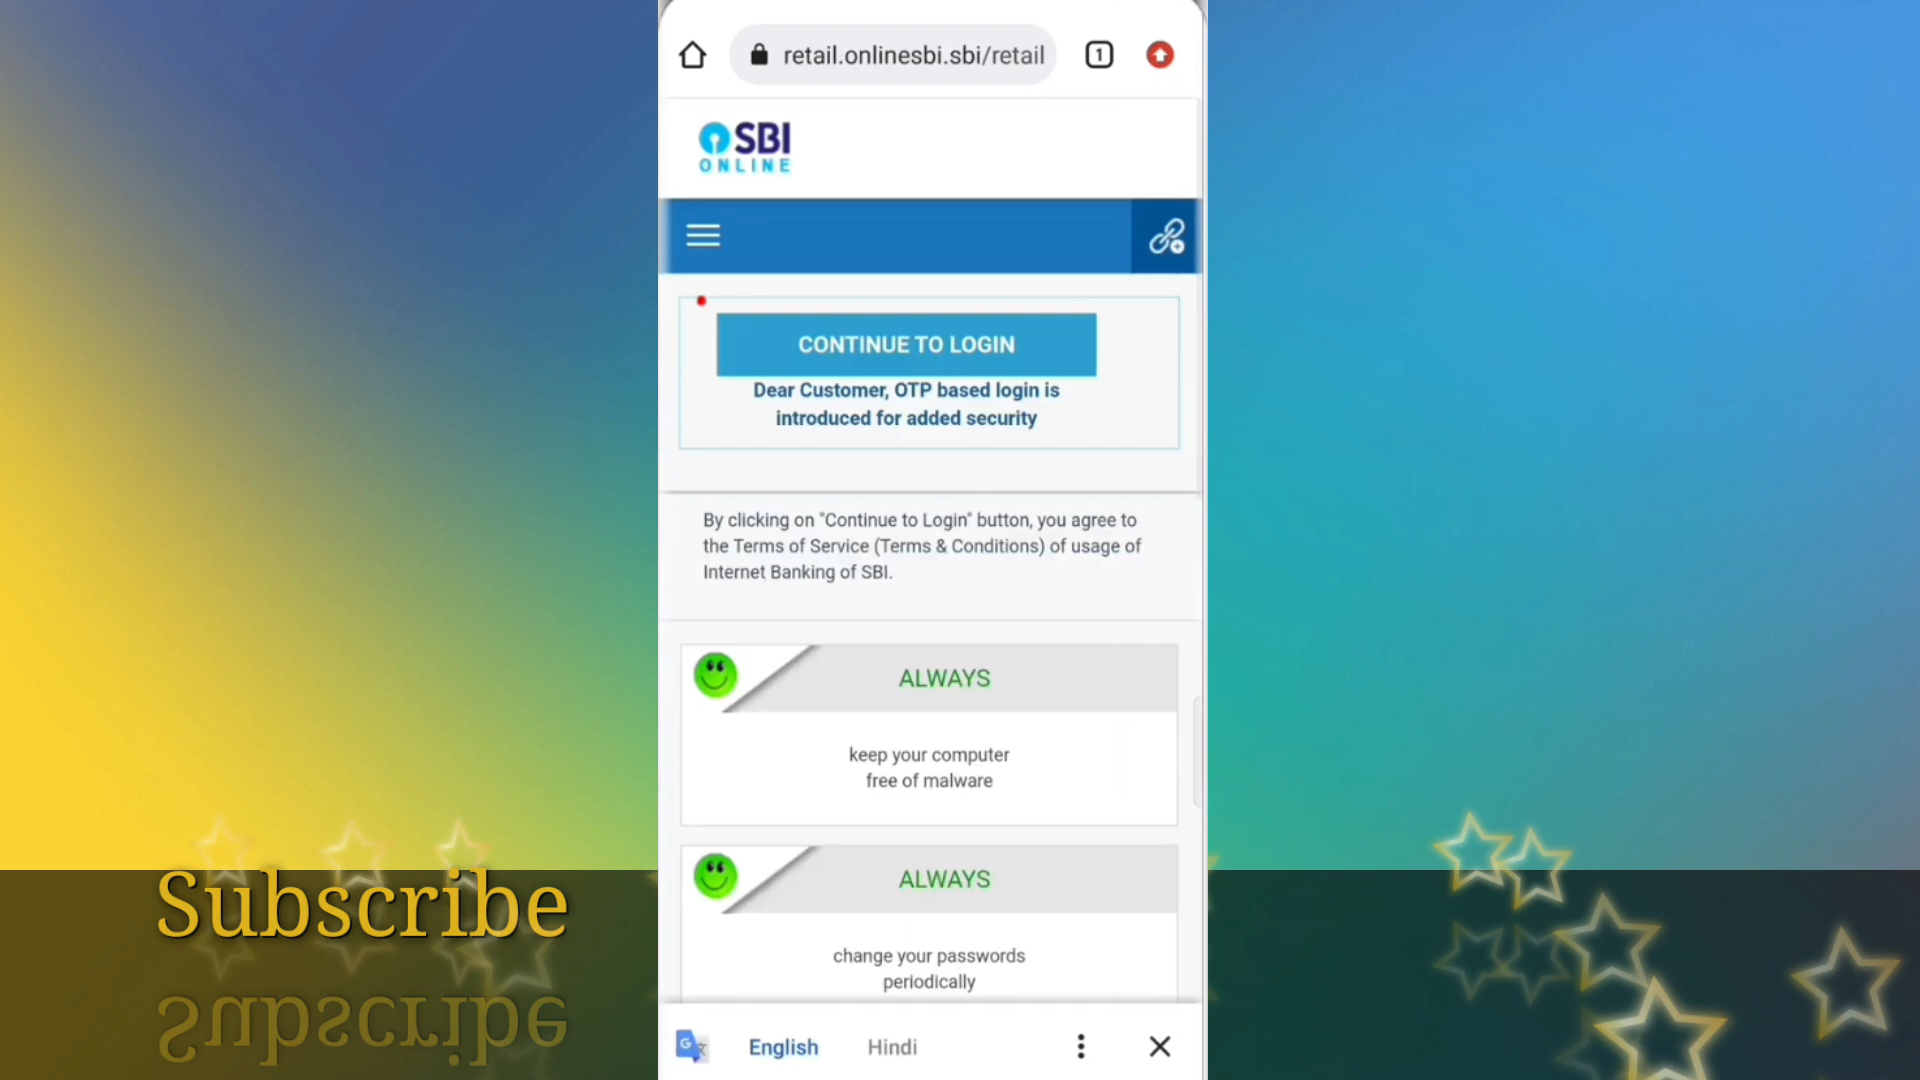 retail.onlinesbi.sbi/retail
1
SBI
ONLINE
CONTINUE TO LOGIN
Dear Customer, OTP based login is
introduced for added security
By clicking on "Continue to Login" button, you agree to
the Terms of Service (Terms & Conditions) of usage of
Internet Banking of SBI.
ALWAYS
keep your computer
free of malware
ALWAYS
change your passwords
periodically
Subscribe
Subscribe
G
English
Hindi